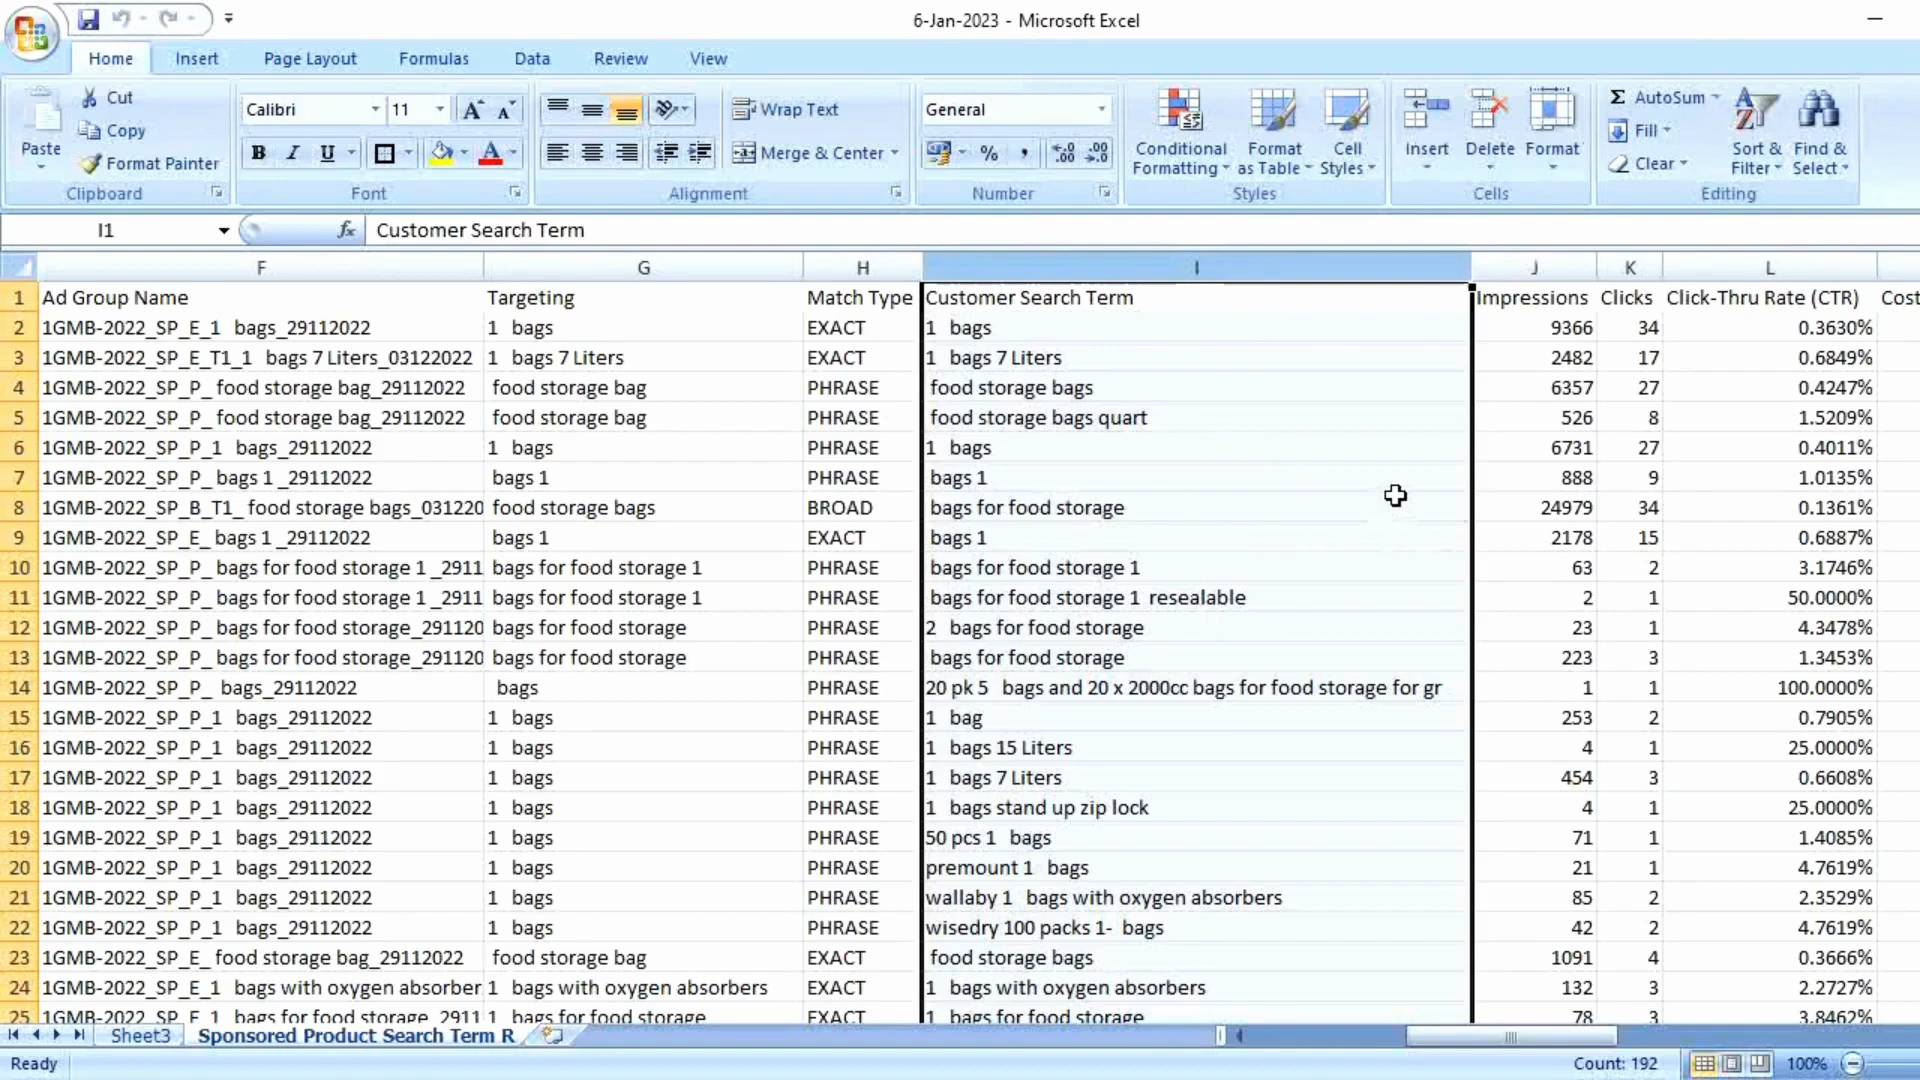 6-Jan-2023 - Microsoft Excel
Home Insert Page Layout Formulas Data Review View
Paste
Cut
Copy
Format Painter
Clipboard
Calibri 11
B I U
Font
Wrap Text
Merge & Center
Alignment
General
% ,
Number
Conditional Formatting
Format as Table
Cell Styles
Styles
Insert Delete Format
Cells
Σ AutoSum
Fill
Clear
Sort & Filter
Find & Select
Editing
I1 fx Customer Search Term
F G H I J K L
1 Ad Group Name Targeting Match Type Customer Search Term Impressions Clicks Click-Thru Rate (CTR) Cost
2 1GMB-2022_SP_E_1 bags_29112022 1 bags EXACT 1 bags 9366 34 0.3630%
3 1GMB-2022_SP_E_T1_1 bags 7 Liters_03122022 1 bags 7 Liters EXACT 1 bags 7 Liters 2482 17 0.6849%
4 1GMB-2022_SP_P_ food storage bag_29112022 food storage bag PHRASE food storage bags 6357 27 0.4247%
5 1GMB-2022_SP_P_ food storage bag_29112022 food storage bag PHRASE food storage bags quart 526 8 1.5209%
6 1GMB-2022_SP_P_1 bags_29112022 1 bags PHRASE 1 bags 6731 27 0.4011%
7 1GMB-2022_SP_P_ bags 1 _29112022 bags 1 PHRASE bags 1 888 9 1.0135%
8 1GMB-2022_SP_B_T1_ food storage bags_031220 food storage bags BROAD bags for food storage 24979 34 0.1361%
9 1GMB-2022_SP_E_ bags 1 _29112022 bags 1 EXACT bags 1 2178 15 0.6887%
10 1GMB-2022_SP_P_ bags for food storage 1 _2911 bags for food storage 1 PHRASE bags for food storage 1 63 2 3.1746%
11 1GMB-2022_SP_P_ bags for food storage 1 _2911 bags for food storage 1 PHRASE bags for food storage 1 resealable 2 1 50.0000%
12 1GMB-2022_SP_P_ bags for food storage_291120 bags for food storage PHRASE 2 bags for food storage 23 1 4.3478%
13 1GMB-2022_SP_P_ bags for food storage_291120 bags for food storage PHRASE bags for food storage 223 3 1.3453%
14 1GMB-2022_SP_P_ bags_29112022 bags PHRASE 20 pk 5 bags and 20 x 2000cc bags for food storage for gr 1 1 100.0000%
15 1GMB-2022_SP_P_1 bags_29112022 1 bags PHRASE 1 bag 253 2 0.7905%
16 1GMB-2022_SP_P_1 bags_29112022 1 bags PHRASE 1 bags 15 Liters 4 1 25.0000%
17 1GMB-2022_SP_P_1 bags_29112022 1 bags PHRASE 1 bags 7 Liters 454 3 0.6608%
18 1GMB-2022_SP_P_1 bags_29112022 1 bags PHRASE 1 bags stand up zip lock 4 1 25.0000%
19 1GMB-2022_SP_P_1 bags_29112022 1 bags PHRASE 50 pcs 1 bags 71 1 1.4085%
20 1GMB-2022_SP_P_1 bags_29112022 1 bags PHRASE premount 1 bags 21 1 4.7619%
21 1GMB-2022_SP_P_1 bags_29112022 1 bags PHRASE wallaby 1 bags with oxygen absorbers 85 2 2.3529%
22 1GMB-2022_SP_P_1 bags_29112022 1 bags PHRASE wisedry 100 packs 1- bags 42 2 4.7619%
23 1GMB-2022_SP_E_ food storage bag_29112022 food storage bag EXACT food storage bags 1091 4 0.3666%
24 1GMB-2022_SP_E_1 bags with oxygen absorber 1 bags with oxygen absorbers EXACT 1 bags with oxygen absorbers 132 3 2.2727%
25 1GMB-2022_SP_E_1 bags for food storage_2911 1 bags for food storage EXACT 1 bags for food storage 78 3 3.8462%
Sheet3 Sponsored Product Search Term R
Ready Count: 192 100%